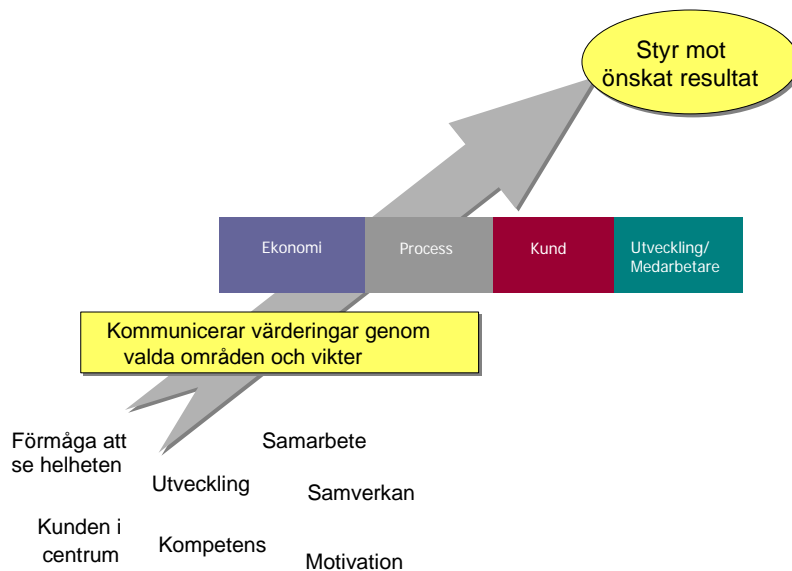 Styr mot
önskat resultat
Ekonomi
Process
Kund
Utveckling/
Medarbetare
Kommunicerar värderingar genom
valda områden och vikter
Förmåga att
se helheten
Samarbete
Utveckling
Samverkan
Kunden i
centrum
Kompetens
Motivation